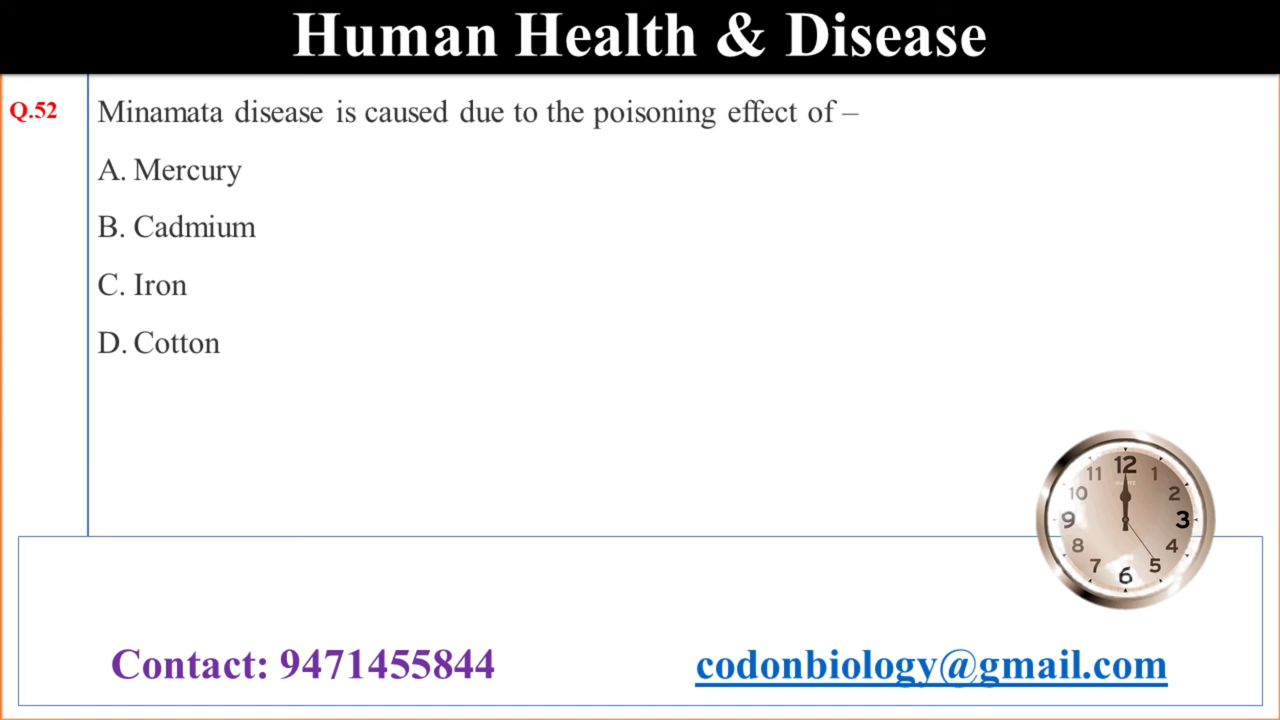 Human Health & Disease
Q.52 Minamata disease is caused due to the poisoning effect of –
A. Mercury
B. Cadmium
C. Iron
D. Cotton
12
11 1
10 2
9 3
8 4
7 5
6
Contact: 9471455844 codonbiology@gmail.com